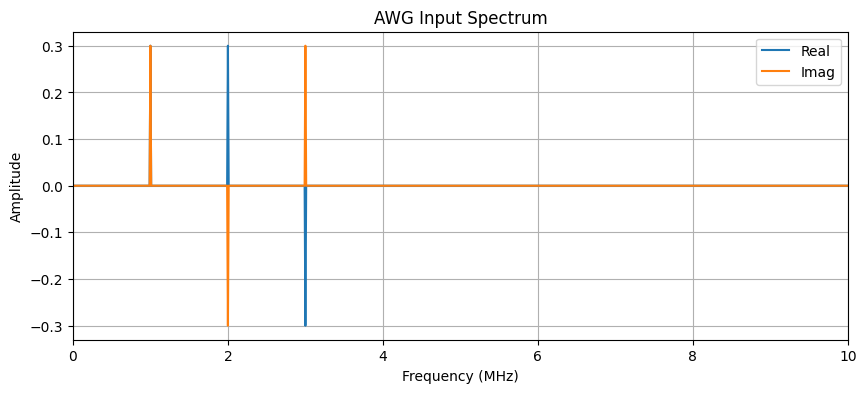 AWG Input Spectrum
Real
Imag
Amplitude
0.3
0.2
0.1
0.0
−0.1
−0.2
−0.3
0 2 4 6 8 10
Frequency (MHz)